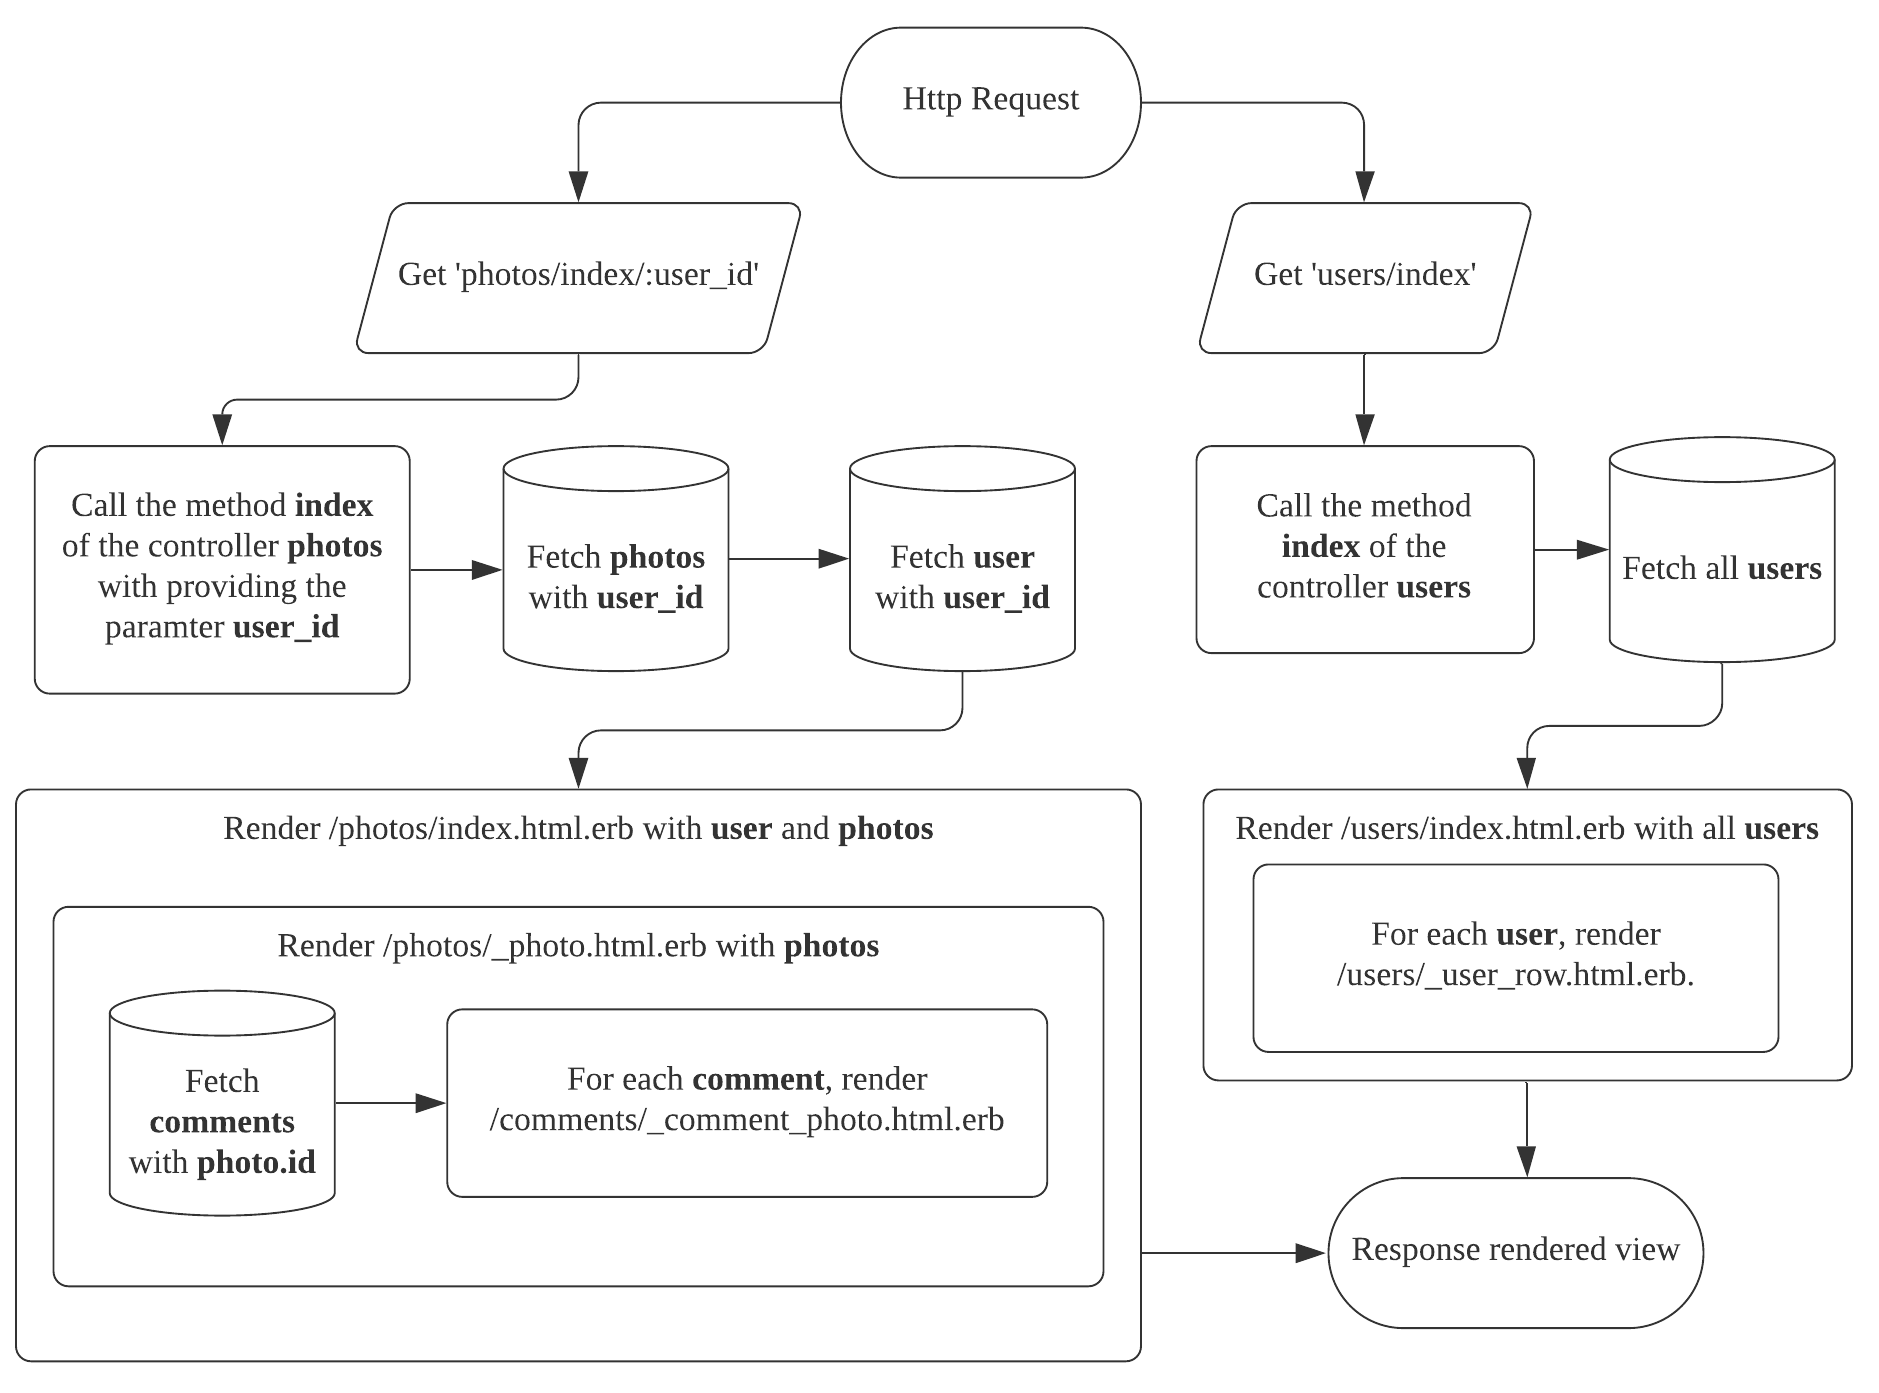 Http Request
Get 'photos/index/:user_id'
Get 'users/index'
Call the method index
of the controller photos
with providing the
paramter user_id
Fetch photos
with user_id
Fetch user
with user_id
Call the method
index of the
controller users
Fetch all users
Render /photos/index.html.erb with user and photos
Render /photos/_photo.html.erb with photos
Fetch
comments
with photo.id
For each comment, render
/comments/_comment_photo.html.erb
Render /users/index.html.erb with all users
For each user, render
/users/_user_row.html.erb.
Response rendered view